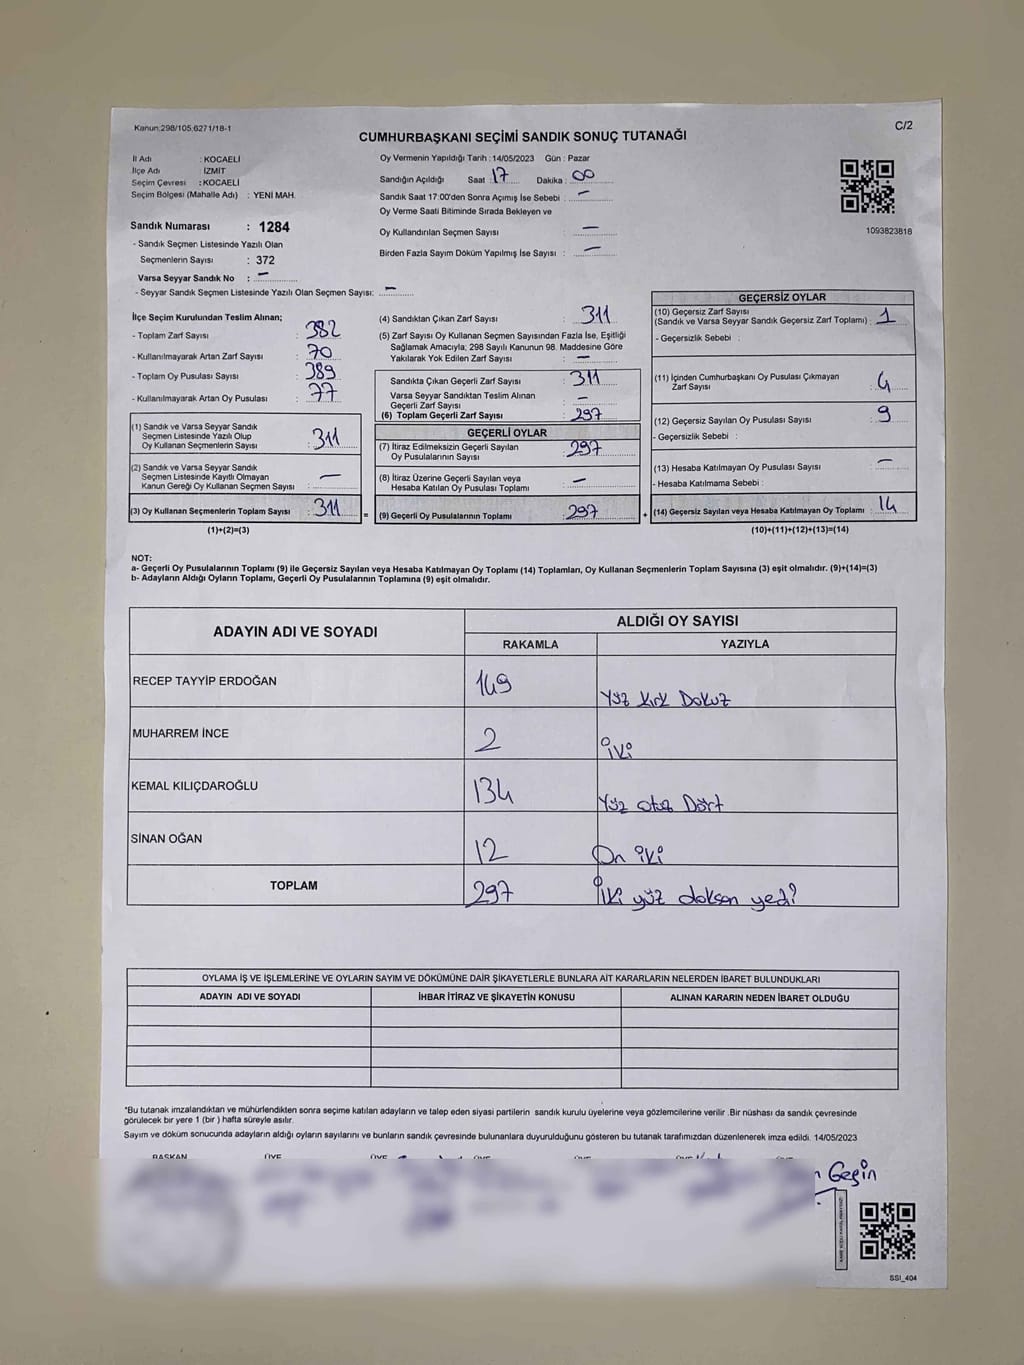 Kanun:298/105;6271/18-1
C/2
CUMHURBAŞKANI SEÇİMİ SANDIK SONUÇ TUTANAĞI
İl Adı : KOCAELİ
İlçe Adı : İZMİT
Seçim Çevresi : KOCAELİ
Seçim Bölgesi (Mahalle Adı) : YENİ MAH.
Sandık Numarası : 1284
- Sandık Seçmen Listesinde Yazılı Olan
Seçmenlerin Sayısı : 372
Varsa Seyyar Sandık No : —
- Seyyar Sandık Seçmen Listesinde Yazılı Olan Seçmen Sayısı: —
Oy Vermenin Yapıldığı Tarih : 14/05/2023 Gün : Pazar
Sandığın Açıldığı Saat : 17 Dakika : 00
Sandık Saat 17:00'den Sonra Açımış İse Sebebi : —
Oy Verme Saati Bitiminde Sırada Bekleyen ve
Oy Kullandırılan Seçmen Sayısı : —
Birden Fazla Sayım Döküm Yapılmış İse Sayısı : —
1093823818
İlçe Seçim Kurulundan Teslim Alınan;
- Toplam Zarf Sayısı : 382
- Kullanılmayarak Artan Zarf Sayısı : 70
- Toplam Oy Pusulası Sayısı : 389
- Kullanılmayarak Artan Oy Pusulası : 77
(1) Sandık ve Varsa Seyyar Sandık
Seçmen Listesinde Yazılı Olup
Oy Kullanan Seçmenlerin Sayısı : 311
(2) Sandık ve Varsa Seyyar Sandık
Seçmen Listesinde Kayıtlı Olmayan
Kanun Gereği Oy Kullanan Seçmen Sayısı : —
(3) Oy Kullanan Seçmenlerin Toplam Sayısı : 311
(1)+(2)=(3)
=
(4) Sandıktan Çıkan Zarf Sayısı : 311
(5) Zarf Sayısı Oy Kullanan Seçmen Sayısından Fazla İse, Eşitliği
Sağlamak Amacıyla; 298 Sayılı Kanunun 98. Maddesine Göre
Yakılarak Yok Edilen Zarf Sayısı : —
Sandıkta Çıkan Geçerli Zarf Sayısı : 311
Varsa Seyyar Sandıktan Teslim Alınan
Geçerli Zarf Sayısı : —
(6) Toplam Geçerli Zarf Sayısı : 297
GEÇERLİ OYLAR
(7) İtiraz Edilmeksizin Geçerli Sayılan
Oy Pusulalarının Sayısı : 297
(8) İtiraz Üzerine Geçerli Sayılan veya
Hesaba Katılan Oy Pusulası Toplamı : —
(9) Geçerli Oy Pusulalarının Toplamı : 297
+
GEÇERSİZ OYLAR
(10) Geçersiz Zarf Sayısı
(Sandık ve Varsa Seyyar Sandık Geçersiz Zarf Toplamı) : 1
- Geçersizlik Sebebi :
(11) İçinden Cumhurbaşkanı Oy Pusulası Çıkmayan
Zarf Sayısı : 4
(12) Geçersiz Sayılan Oy Pusulası Sayısı : 9
- Geçersizlik Sebebi :
(13) Hesaba Katılmayan Oy Pusulası Sayısı : —
- Hesaba Katılmama Sebebi :
(14) Geçersiz Sayılan veya Hesaba Katılmayan Oy Toplamı : 14
(10)+(11)+(12)+(13)=(14)
NOT:
a- Geçerli Oy Pusulalarının Toplamı (9) ile Geçersiz Sayılan veya Hesaba Katılmayan Oy Toplamı (14) Toplamları, Oy Kullanan Seçmenlerin Toplam Sayısına (3) eşit olmalıdır. (9)+(14)=(3)
b- Adayların Aldığı Oyların Toplamı, Geçerli Oy Pusulalarının Toplamına (9) eşit olmalıdır.
ADAYIN ADI VE SOYADI
ALDIĞI OY SAYISI
RAKAMLA YAZIYLA
RECEP TAYYİP ERDOĞAN 149 Yüz kırk Dokuz
MUHARREM İNCE 2 İki
KEMAL KILIÇDAROĞLU 134 Yüz otuz Dört
SİNAN OĞAN 12 On iki
TOPLAM 297 İki yüz doksan yedi
OYLAMA İŞ VE İŞLEMLERİNE VE OYLARIN SAYIM VE DÖKÜMÜNE DAİR ŞİKAYETLERLE BUNLARA AİT KARARLARIN NELERDEN İBARET BULUNDUKLARI
ADAYIN ADI VE SOYADI İHBAR İTİRAZ VE ŞİKAYETİN KONUSU ALINAN KARARIN NEDEN İBARET OLDUĞU
*Bu tutanak imzalandıktan ve mühürlendikten sonra seçime katılan adayların ve talep eden siyasi partilerin sandık kurulu üyelerine veya gözlemcilerine verilir .Bir nüshası da sandık çevresinde
görülecek bir yere 1 (bir ) hafta süreyle asılır.
Sayım ve döküm sonucunda adayların aldığı oyların sayılarını ve bunların sandık çevresinde bulunanlara duyurulduğunu gösteren bu tutanak tarafımızdan düzenlenerek imza edildi. 14/05/2023
BAŞKAN ÜYE ÜYE ÜYE ÜYE
Geçin
SSI_404